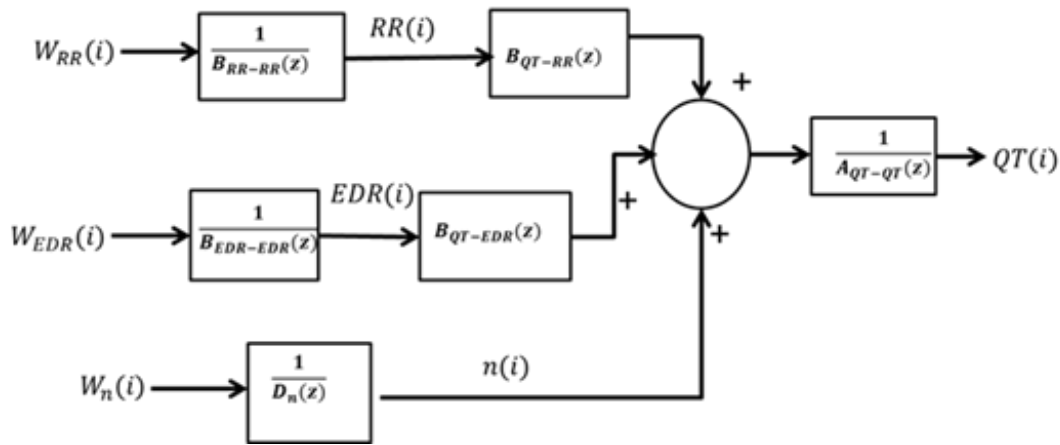 W_RR(i)
1
B_RR−RR(z)
RR(i)
B_QT−RR(z)
+
1
A_QT−QT(z)
QT(i)
W_EDR(i)
1
B_EDR−EDR(z)
EDR(i)
B_QT−EDR(z)
+
+
W_n(i)
1
D_n(z)
n(i)